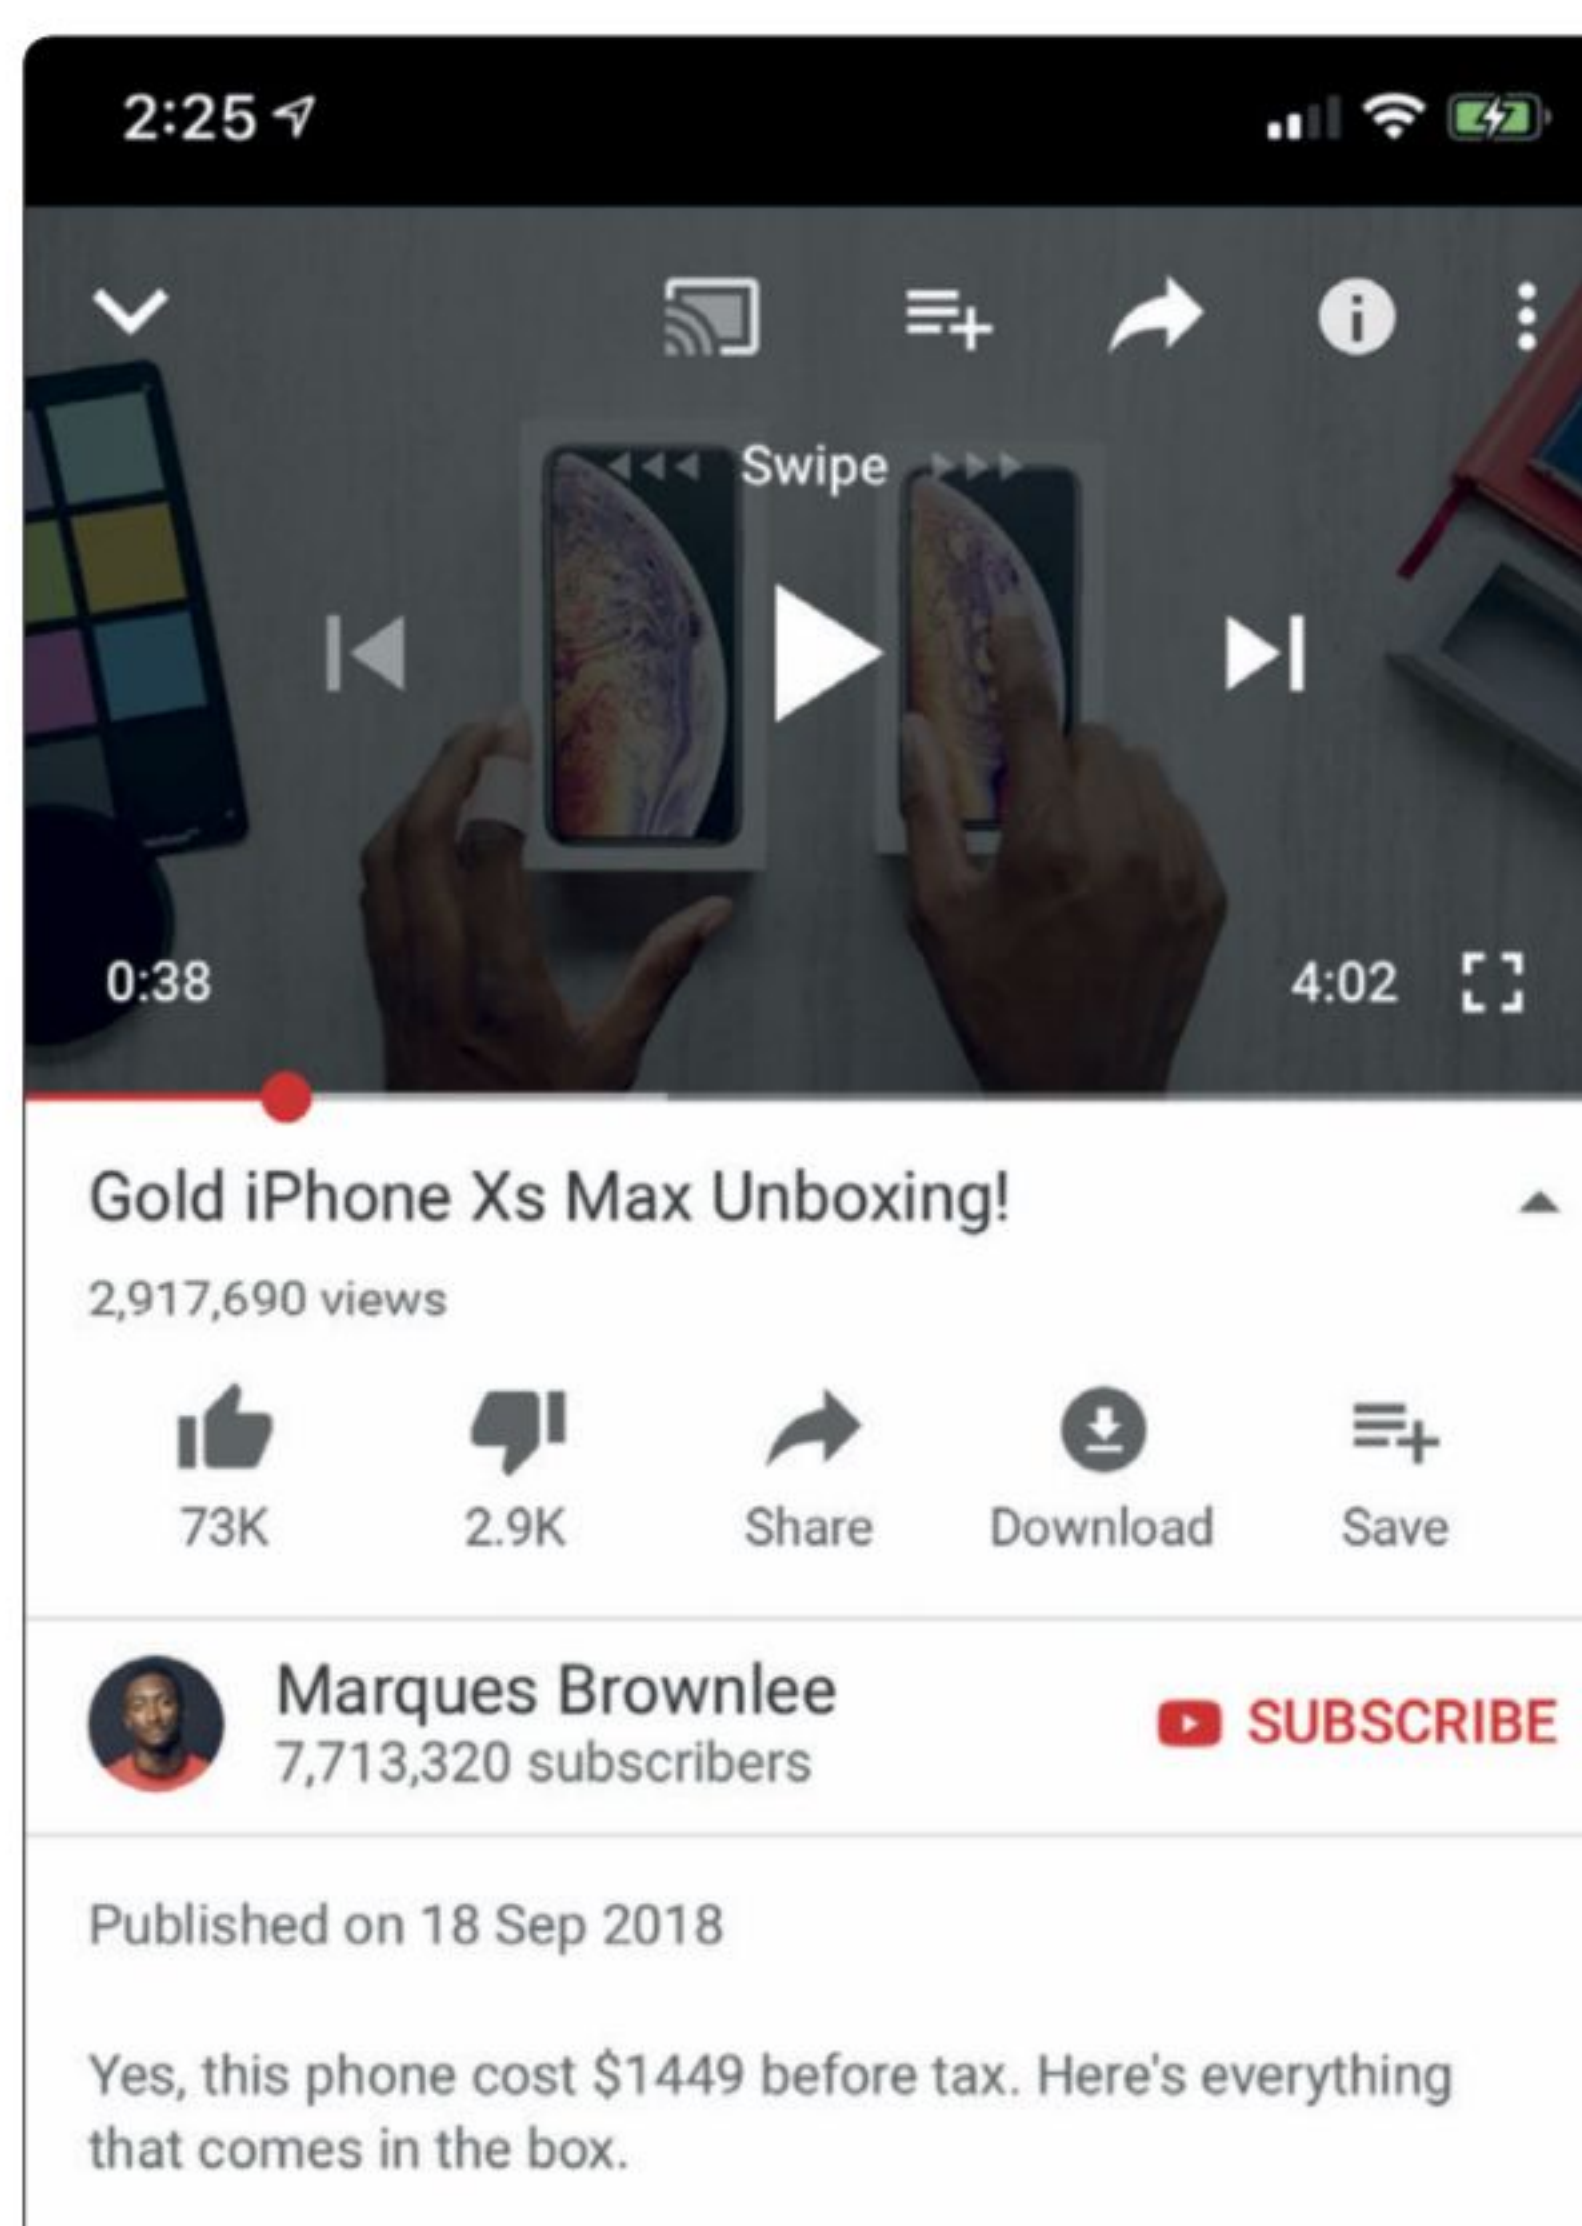 2:25
Swipe
0:38
4:02
Gold iPhone Xs Max Unboxing!
2,917,690 views
73K
2.9K
Share
Download
Save
Marques Brownlee
7,713,320 subscribers
SUBSCRIBE
Published on 18 Sep 2018
Yes, this phone cost $1449 before tax. Here's everything
that comes in the box.